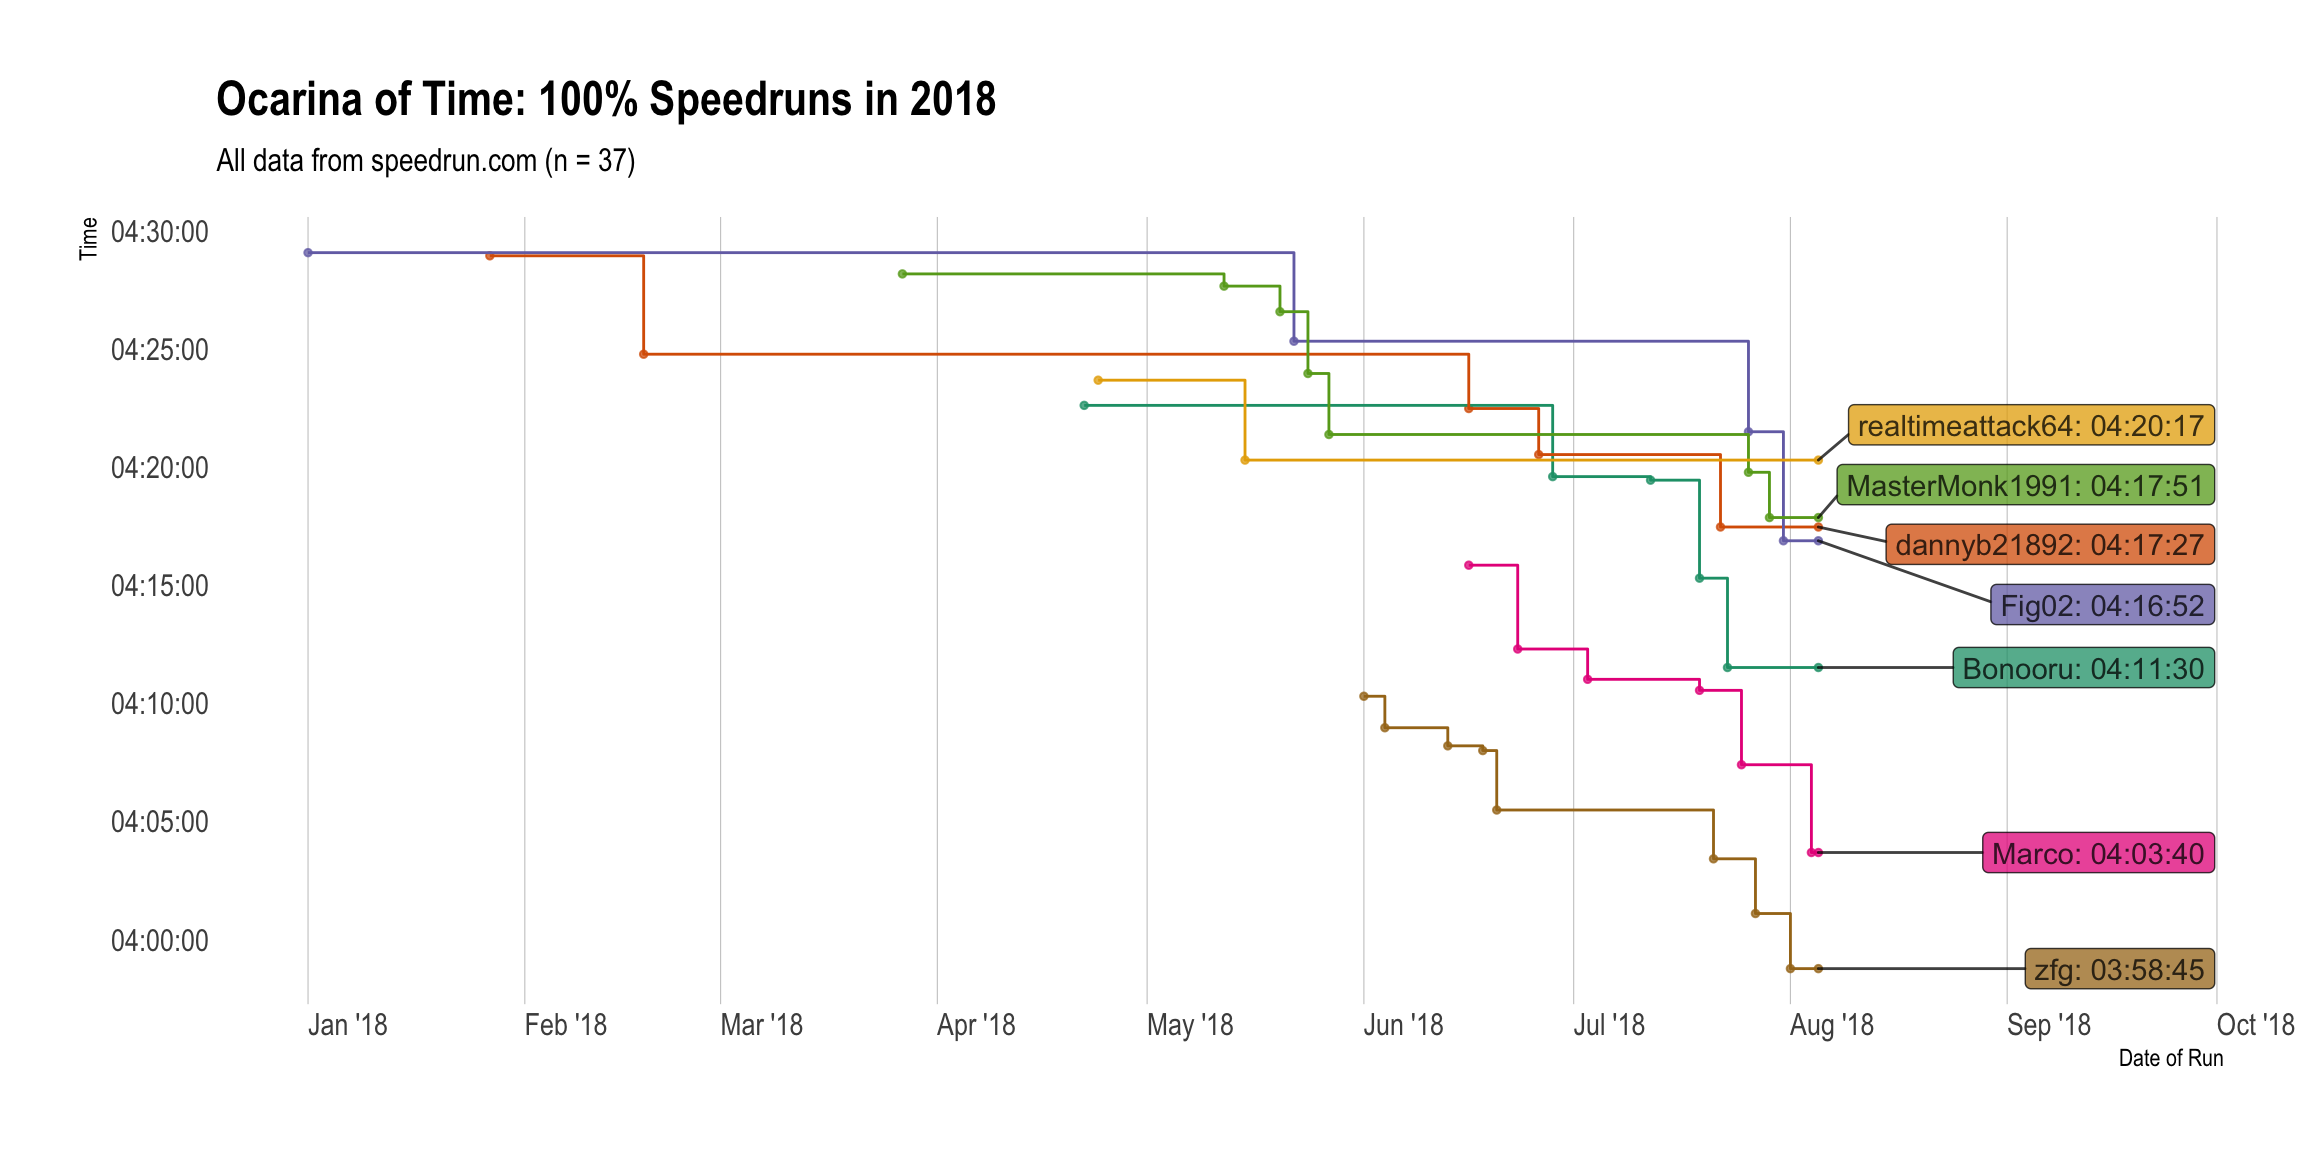 Ocarina of Time: 100% Speedruns in 2018
All data from speedrun.com (n = 37)
Time
04:30:00
04:25:00
04:20:00
04:15:00
04:10:00
04:05:00
04:00:00
realtimeattack64: 04:20:17
MasterMonk1991: 04:17:51
dannyb21892: 04:17:27
Fig02: 04:16:52
Bonooru: 04:11:30
Marco: 04:03:40
zfg: 03:58:45
Jan '18 Feb '18 Mar '18 Apr '18 May '18 Jun '18 Jul '18 Aug '18 Sep '18 Oct '18
Date of Run